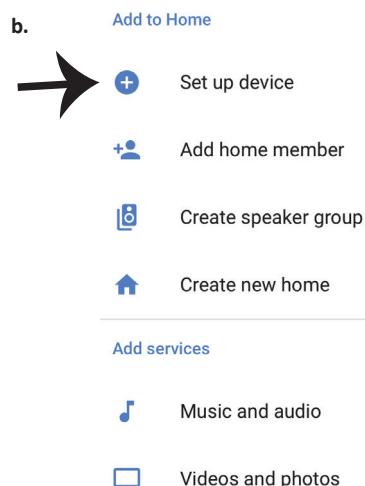 b.
Add to Home
Set up device
Add home member
Create speaker group
Create new home
Add services
Music and audio
Videos and photos